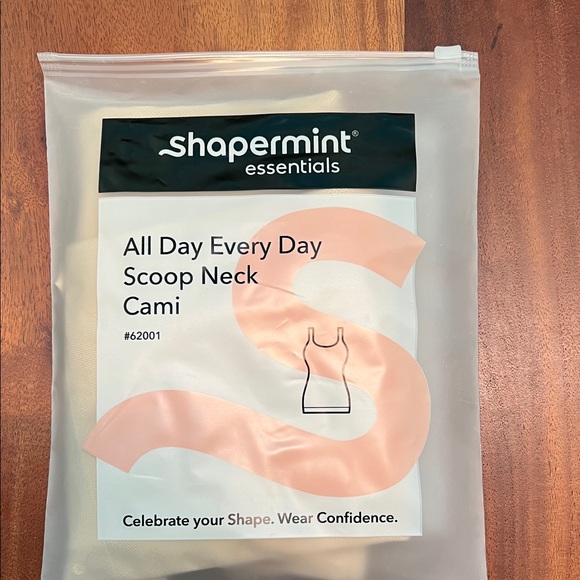 Shapermint®
essentials
All Day Every Day
Scoop Neck
Cami
#62001
Celebrate your Shape. Wear Confidence.